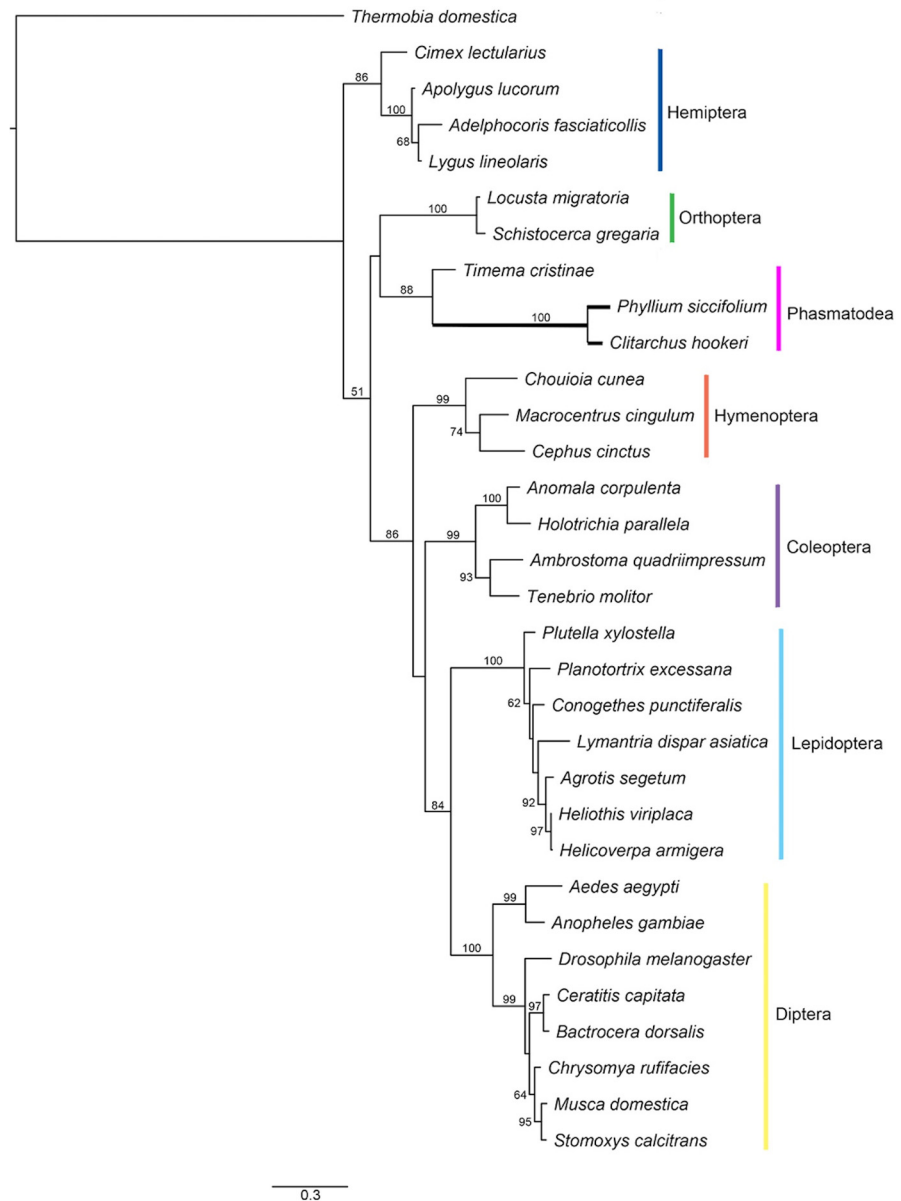 Thermobia domestica
Cimex lectularius
86
Apolygus lucorum
100
Hemiptera
Adelphocoris fasciaticollis
68
Lygus lineolaris
Locusta migratoria
100
Orthoptera
Schistocerca gregaria
Timema cristinae
88
Phyllium siccifolium
100
Phasmatodea
Clitarchus hookeri
Chouioia cunea
51
99
Macrocentrus cingulum
Hymenoptera
74
Cephus cinctus
Anomala corpulenta
100
Holotrichia parallela
86
99
Coleoptera
Ambrostoma quadriimpressum
93
Tenebrio molitor
Plutella xylostella
100
Planotortrix excessana
62
Conogethes punctiferalis
Lymantria dispar asiatica
Lepidoptera
Agrotis segetum
92
84
Heliothis viriplaca
97
Helicoverpa armigera
Aedes aegypti
99
Anopheles gambiae
100
Drosophila melanogaster
99
97
Ceratitis capitata
Diptera
Bactrocera dorsalis
Chrysomya rufifacies
64
Musca domestica
95
Stomoxys calcitrans
0.3